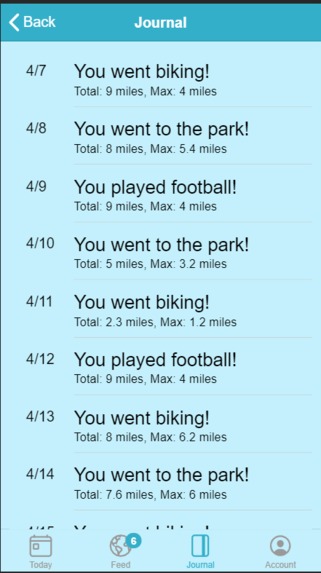 Back Journal
4/7 You went biking!
Total: 9 miles, Max: 4 miles
4/8 You went to the park!
Total: 8 miles, Max: 5.4 miles
4/9 You played football!
Total: 9 miles, Max: 4 miles
4/10 You went to the park!
Total: 5 miles, Max: 3.2 miles
4/11 You went biking!
Total: 2.3 miles, Max: 1.2 miles
4/12 You played football!
Total: 9 miles, Max: 4 miles
4/13 You went biking!
Total: 8 miles, Max: 6.2 miles
4/14 You went to the park!
Total: 7.6 miles, Max: 6 miles
4/15 You went biking!
6
Today Feed Journal Account